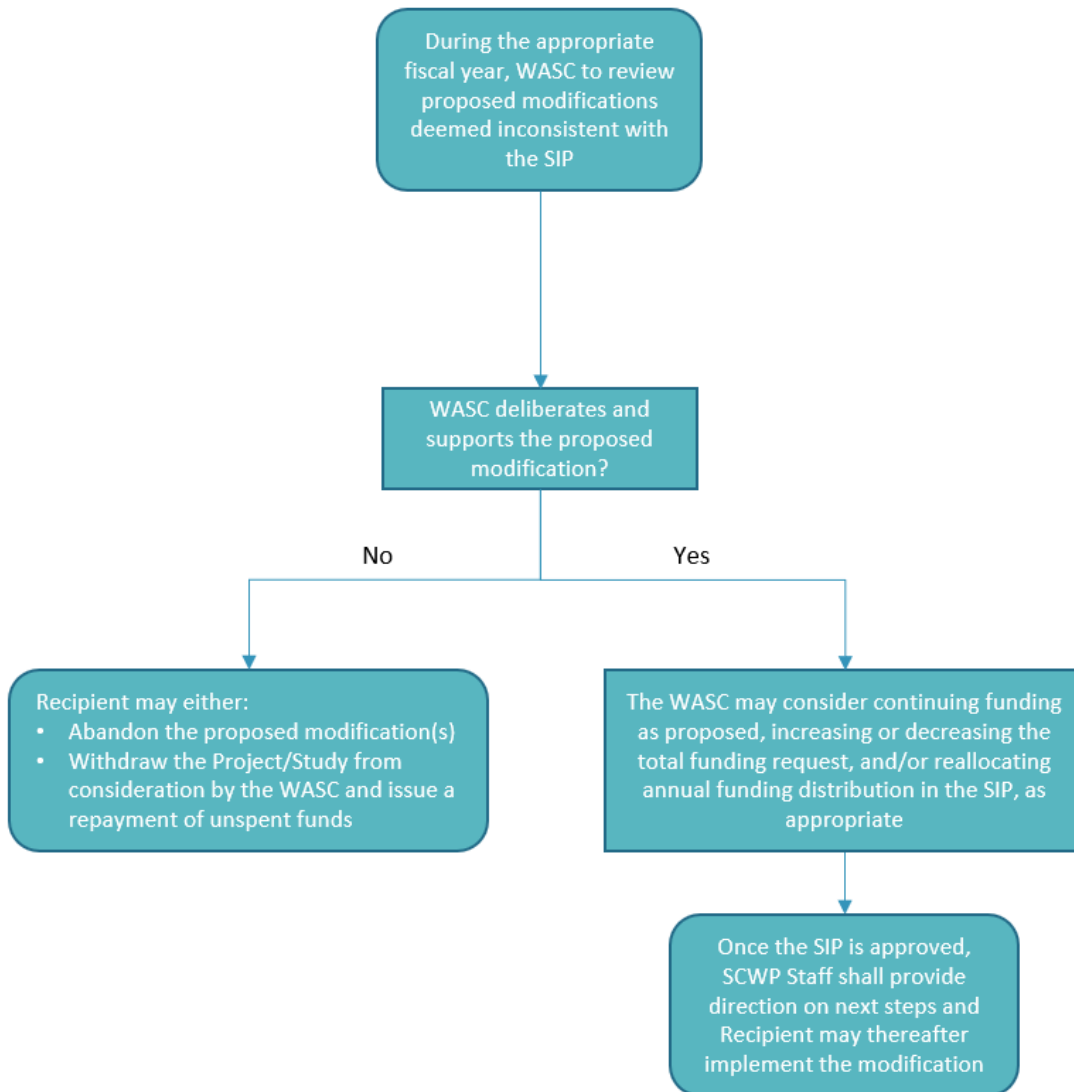 During the appropriate
fiscal year, WASC to review
proposed modifications
deemed inconsistent with
the SIP
WASC deliberates and
supports the proposed
modification?
No
Yes
Recipient may either:
• Abandon the proposed modification(s)
• Withdraw the Project/Study from
consideration by the WASC and issue a
repayment of unspent funds
The WASC may consider continuing funding
as proposed, increasing or decreasing the
total funding request, and/or reallocating
annual funding distribution in the SIP, as
appropriate
Once the SIP is approved,
SCWP Staff shall provide
direction on next steps and
Recipient may thereafter
implement the modification